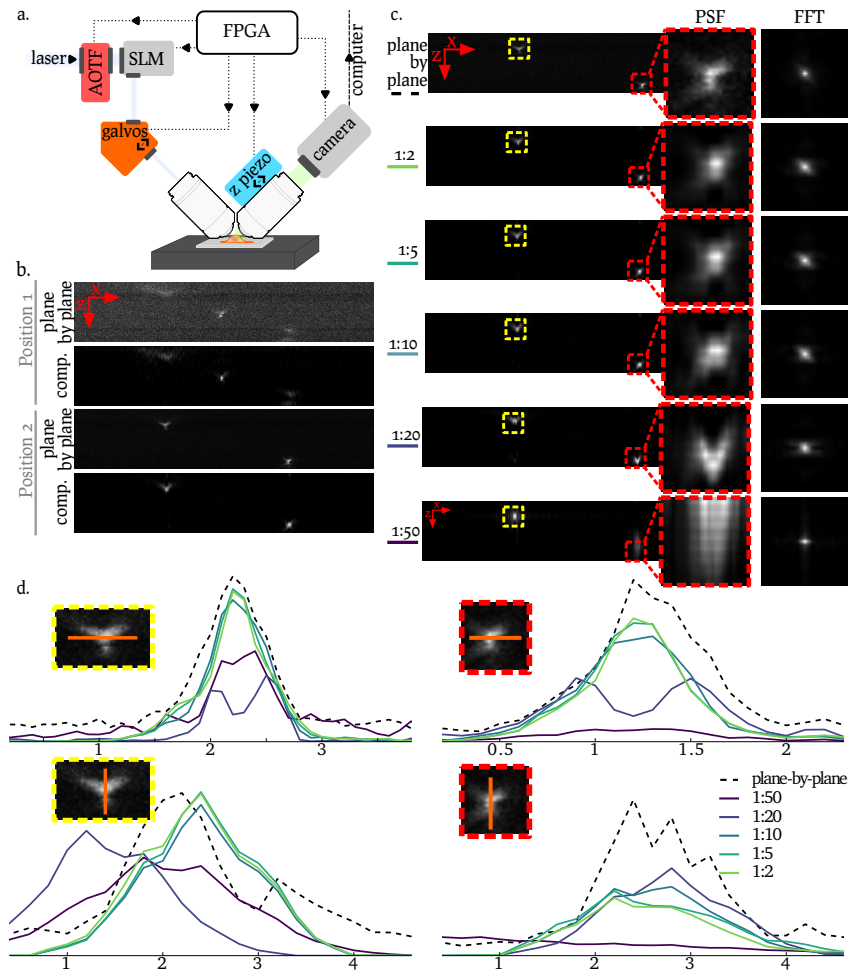 a.
FPGA
laser
AOTF
SLM
computer
galvos
z piezo
camera
b.
Position 1
plane
by plane
X
Z
comp.
Position 2
plane
by plane
comp.
c.
PSF
FFT
plane
by
plane
X
Z
1:2
1:5
1:10
1:20
1:50
X
Z
d.
1
2
3
0.5
1
1.5
2
1
2
3
4
plane-by-plane
1:50
1:20
1:10
1:5
1:2
1
2
3
4